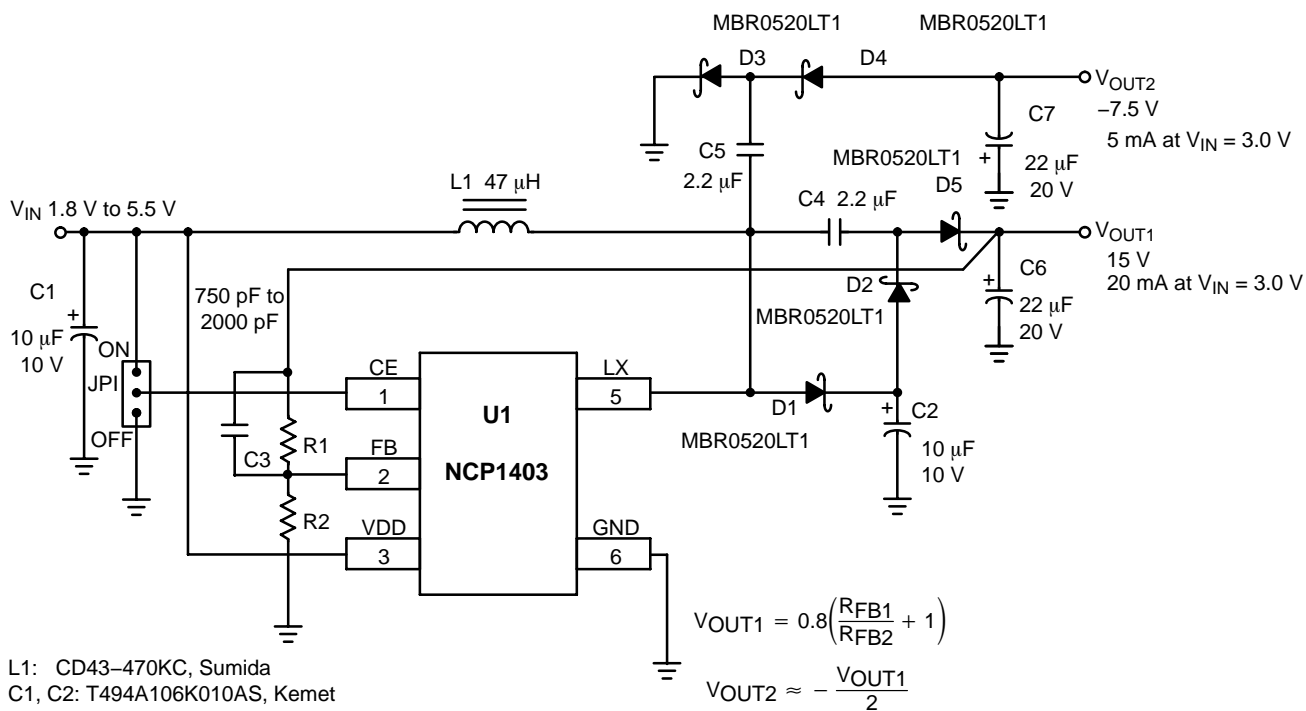 MBR0520LT1 MBR0520LT1
D3 D4
VOUT2
−7.5 V
5 mA at VIN = 3.0 V
C7
22 μF
20 V
+
C5
2.2 μF
MBR0520LT1
D5
L1 47 μH
C4 2.2 μF
VIN 1.8 V to 5.5 V
VOUT1
15 V
20 mA at VIN = 3.0 V
C6
22 μF
20 V
+
C1
+
10 μF
10 V
750 pF to
2000 pF
D2
MBR0520LT1
ON
JPI
OFF
CE
1
LX
5
U1
NCP1403
D1
MBR0520LT1
+
C2
10 μF
10 V
C3
R1
FB
2
R2
VDD
3
GND
6
VOUT1 = 0.8(RFB1/RFB2 + 1)
L1: CD43−470KC, Sumida
C1, C2: T494A106K010AS, Kemet
VOUT2 ≈ − VOUT1/2